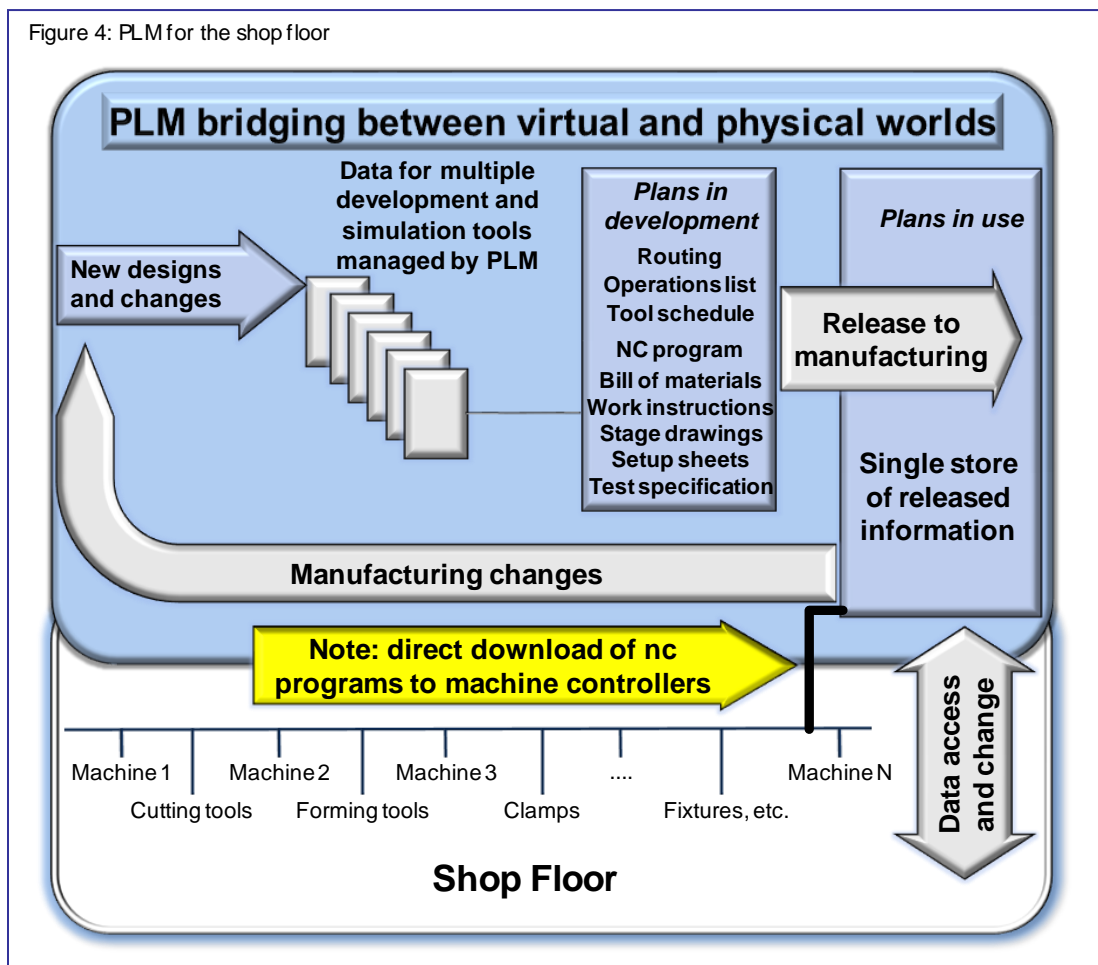 Figure 4: PLM for the shop floor
PLM bridging between virtual and physical worlds
Data for multiple
development and
simulation tools
managed by PLM
New designs
and changes
Plans in
development
Routing
Operations list
Tool schedule
NC program
Bill of materials
Work instructions
Stage drawings
Setup sheets
Test specification
Plans in use
Release to
manufacturing
Single store
of released
information
Manufacturing changes
Note: direct download of nc
programs to machine controllers
Data access
and change
Machine 1
Machine 2
Machine 3
....
Machine N
Cutting tools
Forming tools
Clamps
Fixtures, etc.
Shop Floor